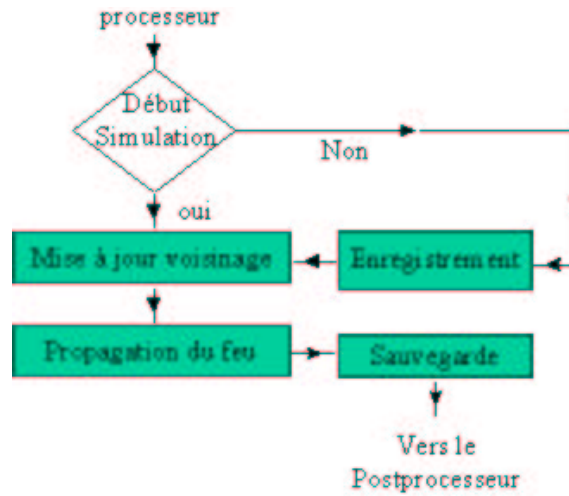 processeur
Début
Simulation
Non
oui
Mise à jour voisinage
Enregistrement
Propagation du feu
Sauvegarde
Vers le
Postprocesseur